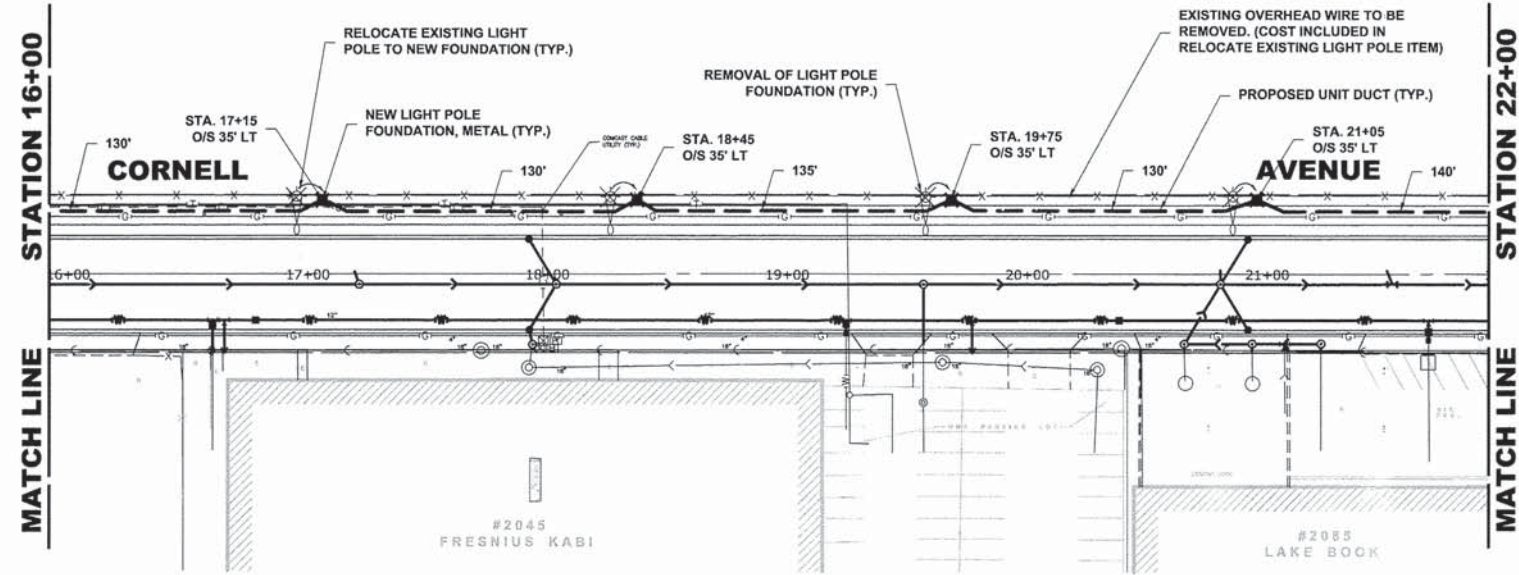 STATION 16+00
MATCH LINE
RELOCATE EXISTING LIGHT
POLE TO NEW FOUNDATION (TYP.)
STA. 17+15
O/S 35' LT
NEW LIGHT POLE
FOUNDATION, METAL (TYP.)
COMCAST CABLE
UTILITY (TYP.)
REMOVAL OF LIGHT POLE
FOUNDATION (TYP.)
STA. 18+45
O/S 35' LT
EXISTING OVERHEAD WIRE TO BE
REMOVED. (COST INCLUDED IN
RELOCATE EXISTING LIGHT POLE ITEM)
PROPOSED UNIT DUCT (TYP.)
STA. 19+75
O/S 35' LT
STA. 21+05
O/S 35' LT
130'
CORNELL
130'
135'
130'
AVENUE
140'
16+00
17+00
18+00
19+00
20+00
21+00
12"
#2045
FRESNIUS KABI
#2085
LAKE BOOK
STATION 22+00
MATCH LINE